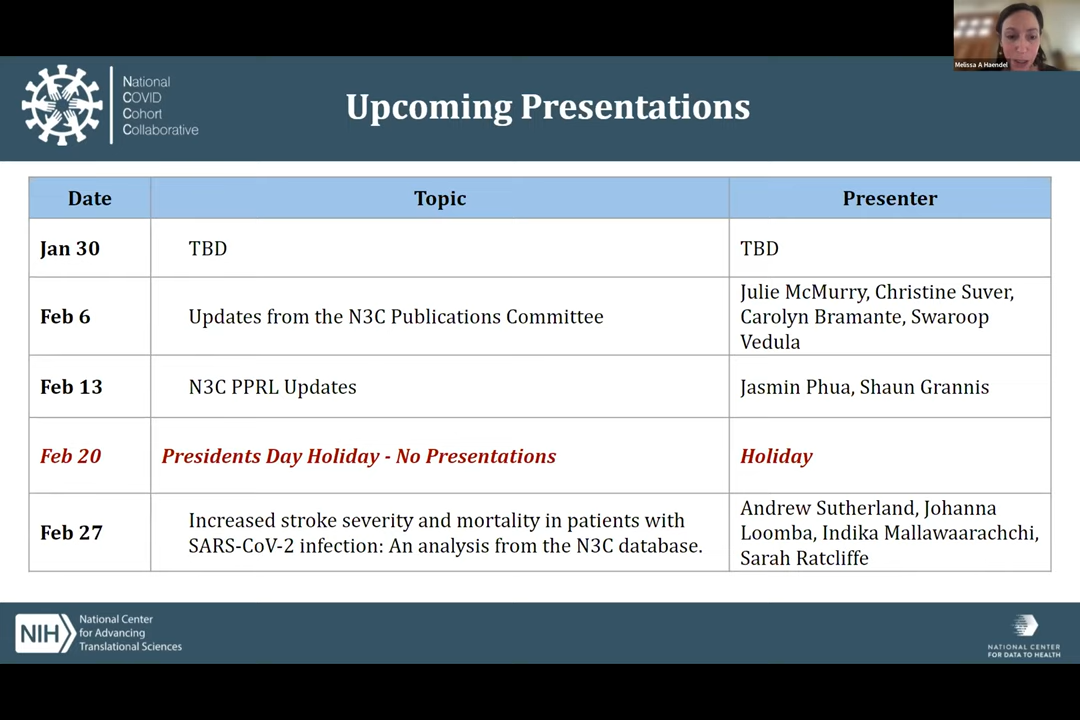 Melissa A Haendel
National
COVID
Cohort
Collaborative
Upcoming Presentations
Date Topic Presenter
Jan 30 TBD TBD
Feb 6 Updates from the N3C Publications Committee Julie McMurry, Christine Suver,
Carolyn Bramante, Swaroop
Vedula
Feb 13 N3C PPRL Updates Jasmin Phua, Shaun Grannis
Feb 20 Presidents Day Holiday - No Presentations Holiday
Feb 27 Increased stroke severity and mortality in patients with
SARS-CoV-2 infection: An analysis from the N3C database.
Andrew Sutherland, Johanna
Loomba, Indika Mallawaarachchi,
Sarah Ratcliffe
NIH
National Center
for Advancing
Translational Sciences
NATIONAL CENTER
FOR DATA TO HEALTH